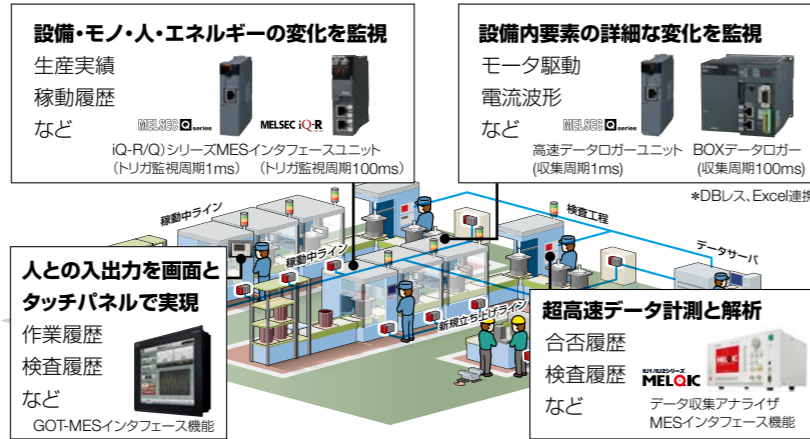 設備・モノ・人・エネルギーの変化を監視
生産実績
稼動履歴
など
MELSEC Q series
MELSEC iQ-R
iQ-R/Q)シリーズMESインタフェースユニット
(トリガ監視周期1ms) (トリガ監視周期100ms)
設備内要素の詳細な変化を監視
モータ駆動
電流波形
など
MELSEC Q series
高速データロガーユニット BOXデータロガー
(収集周期1ms) (収集周期100ms)
*DBレス、Excel連携
稼動中ライン
検査工程
データサーバ
稼動中ライン
新規立ち上げライン
人との入出力を画面と
タッチパネルで実現
作業履歴
検査履歴
など
GOT-MESインタフェース機能
超高速データ計測と解析
合否履歴
検査履歴
など
IU1/IU2シリーズ
MELQIC
データ収集アナライザ
MESインタフェース機能